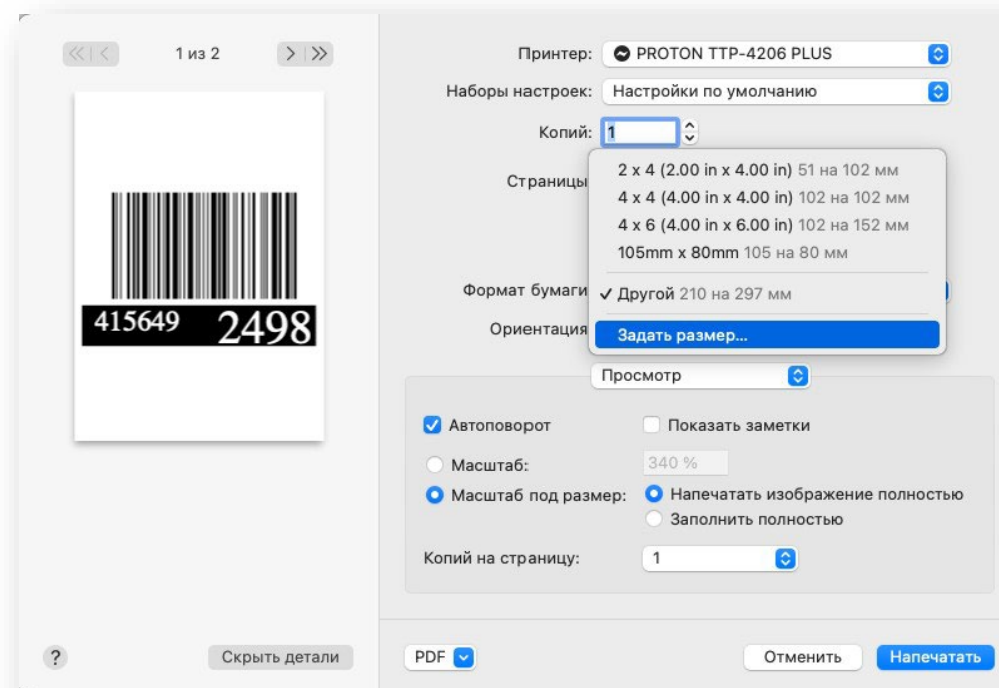 1 из 2
415649 2498
? Скрыть детали
Принтер: PROTON TTP-4206 PLUS
Наборы настроек: Настройки по умолчанию
Копий: 1
Страницы
2 x 4 (2.00 in x 4.00 in) 51 на 102 мм
4 x 4 (4.00 in x 4.00 in) 102 на 102 мм
4 x 6 (4.00 in x 6.00 in) 102 на 152 мм
105mm x 80mm 105 на 80 мм
Формат бумаги ✓ Другой 210 на 297 мм
Ориентация Задать размер...
Просмотр
Автоповорот Показать заметки
Масштаб: 340 %
Масштаб под размер: Напечатать изображение полностью
Заполнить полностью
Копий на страницу: 1
PDF Отменить Напечатать